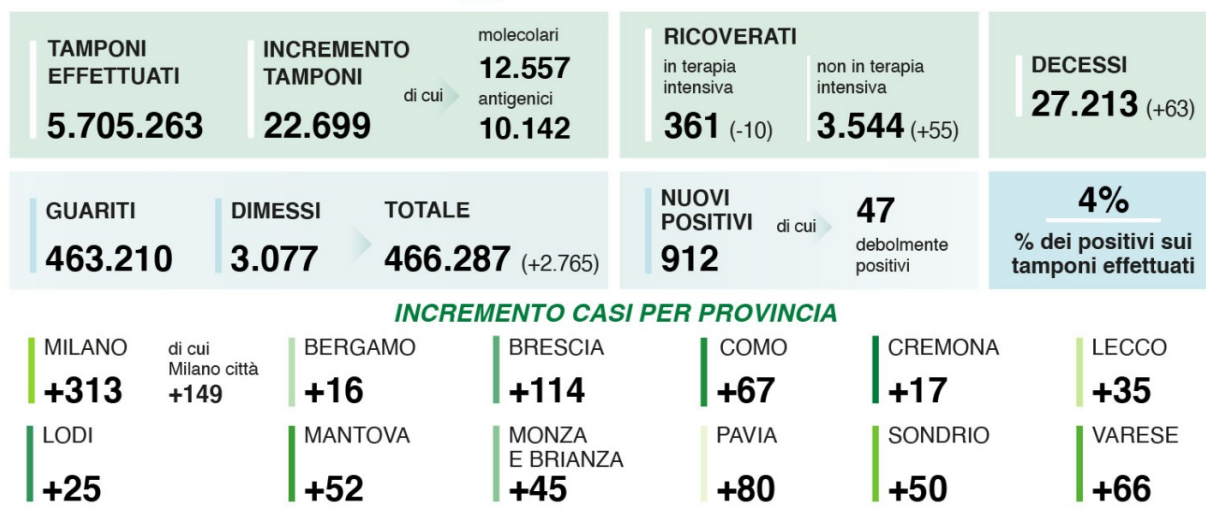 TAMPONI
EFFETTUATI
5.705.263
INCREMENTO
TAMPONI
22.699
di cui
molecolari
12.557
antigenici
10.142
RICOVERATI
in terapia
intensiva
361 (-10)
non in terapia
intensiva
3.544 (+55)
DECESSI
27.213 (+63)
GUARITI
463.210
DIMESSI
3.077
TOTALE
466.287 (+2.765)
NUOVI
POSITIVI
912
di cui
47
debolmente
positivi
4%
% dei positivi sui
tamponi effettuati
INCREMENTO CASI PER PROVINCIA
MILANO
+313
di cui
Milano città
+149
BERGAMO
+16
BRESCIA
+114
COMO
+67
CREMONA
+17
LECCO
+35
LODI
+25
MANTOVA
+52
MONZA
E BRIANZA
+45
PAVIA
+80
SONDRIO
+50
VARESE
+66